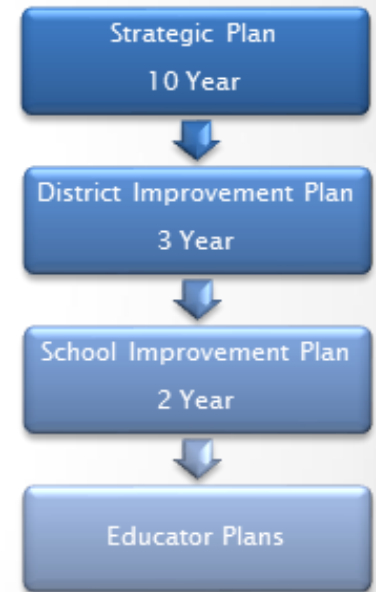 Strategic Plan
10 Year
District Improvement Plan
3 Year
School Improvement Plan
2 Year
Educator Plans